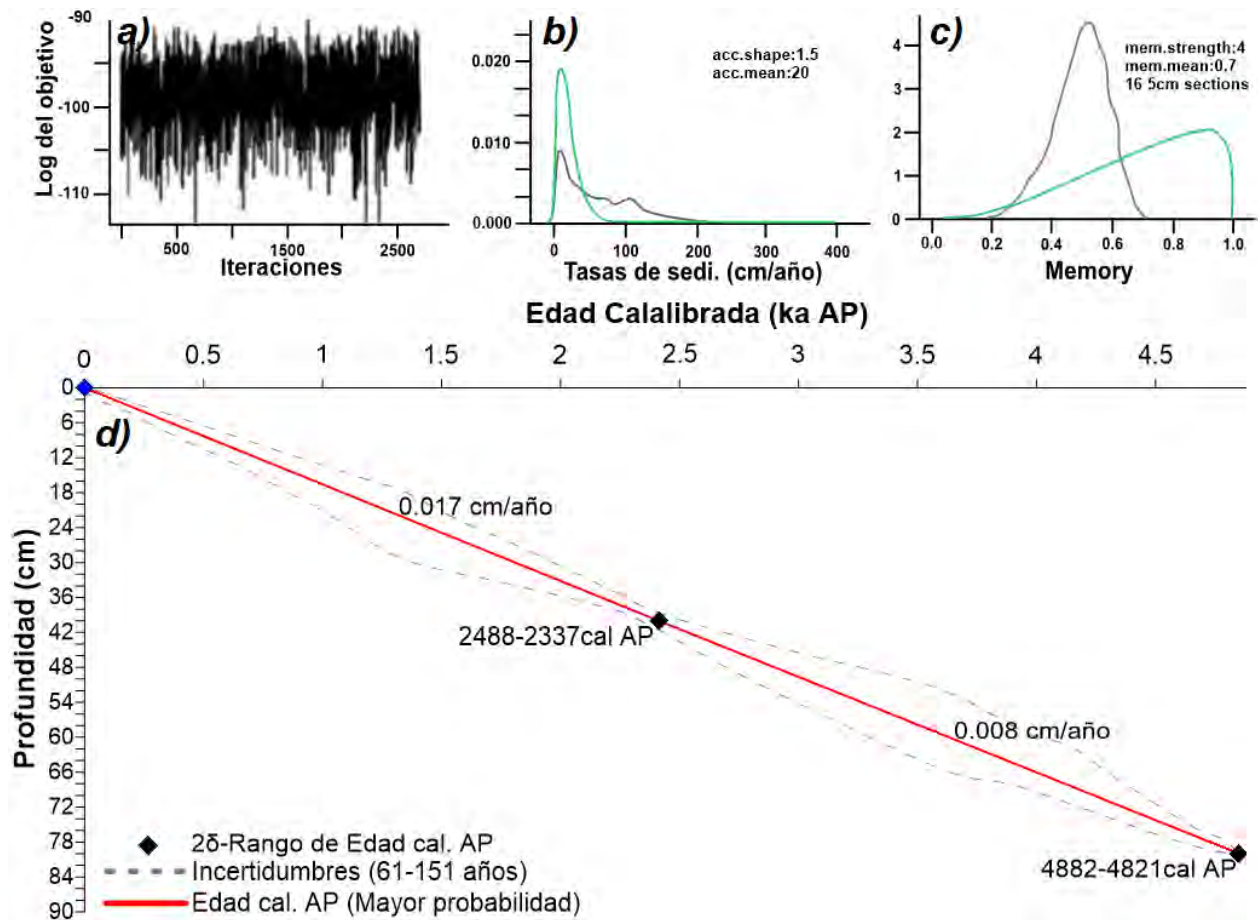 a)
-90
-100
-110
Log del objetivo
500
1500
2500
Iteraciones
b)
acc.shape:1.5
acc.mean:20
0.020
0.010
0.000
0
100
200
300
400
Tasas de sedi. (cm/año)
c)
mem.strength:4
mem.mean:0.7
16 5cm sections
4
3
2
1
0
0.0
0.2
0.4
0.6
0.8
1.0
Memory
Edad Calalibrada (ka AP)
0
0.5
1
1.5
2
2.5
3
3.5
4
4.5
d)
Profundidad (cm)
0
6
12
18
24
30
36
42
48
54
60
66
72
78
84
90
0.017 cm/año
2488-2337cal AP
0.008 cm/año
4882-4821cal AP
2δ-Rango de Edad cal. AP
Incertidumbres (61-151 años)
Edad cal. AP (Mayor probabilidad)